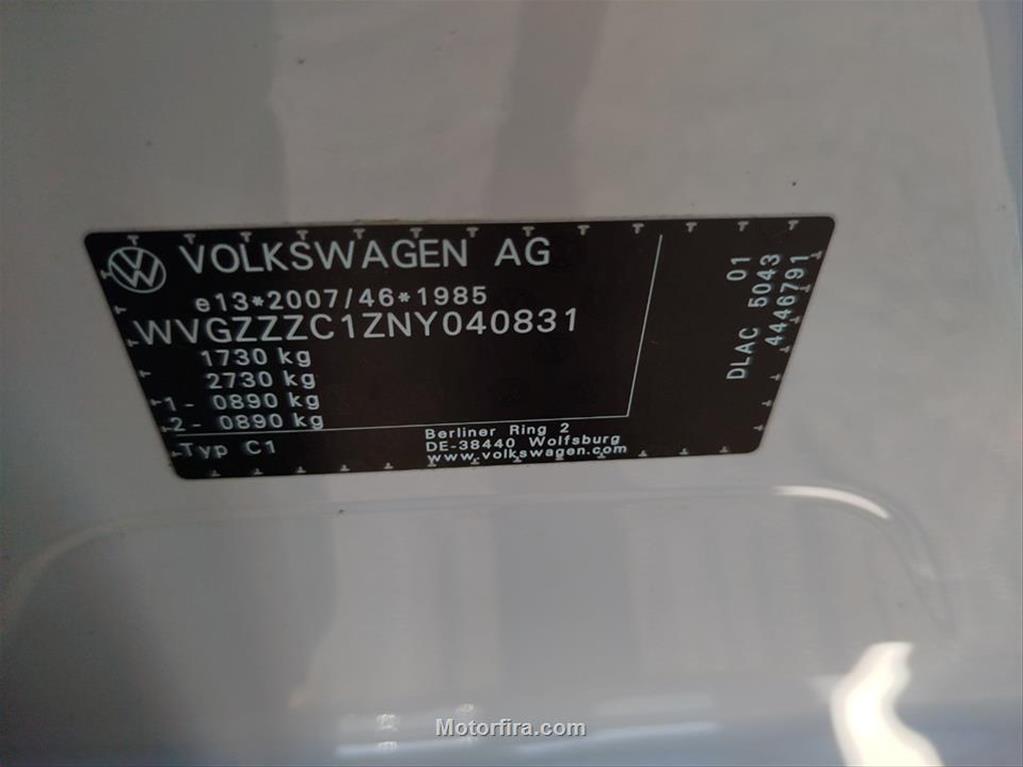 VOLKSWAGEN AG
e13*2007/46*1985
WVGZZZC1ZNY040831
1730 kg
2730 kg
1- 0890 kg
2- 0890 kg
Typ C1
Berliner Ring 2
DE-38440 Wolfsburg
www.volkswagen.com
01
DLAC 5043
4446791
Motorfira.com